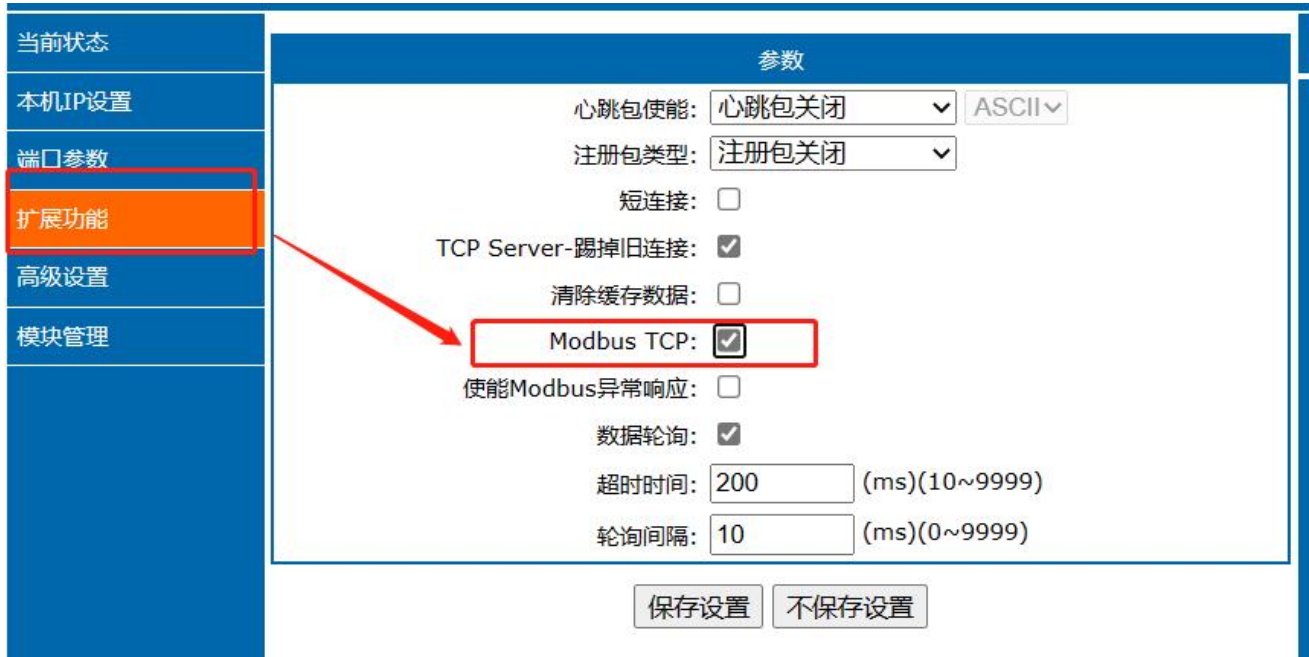 当前状态
本机IP设置
端口参数
扩展功能
高级设置
模块管理
参数
心跳包使能: 心跳包关闭 ASCII
注册包类型: 注册包关闭
短连接:
TCP Server-踢掉旧连接:
清除缓存数据:
Modbus TCP:
使能Modbus异常响应:
数据轮询:
超时时间: 200 (ms)(10~9999)
轮询间隔: 10 (ms)(0~9999)
保存设置 不保存设置